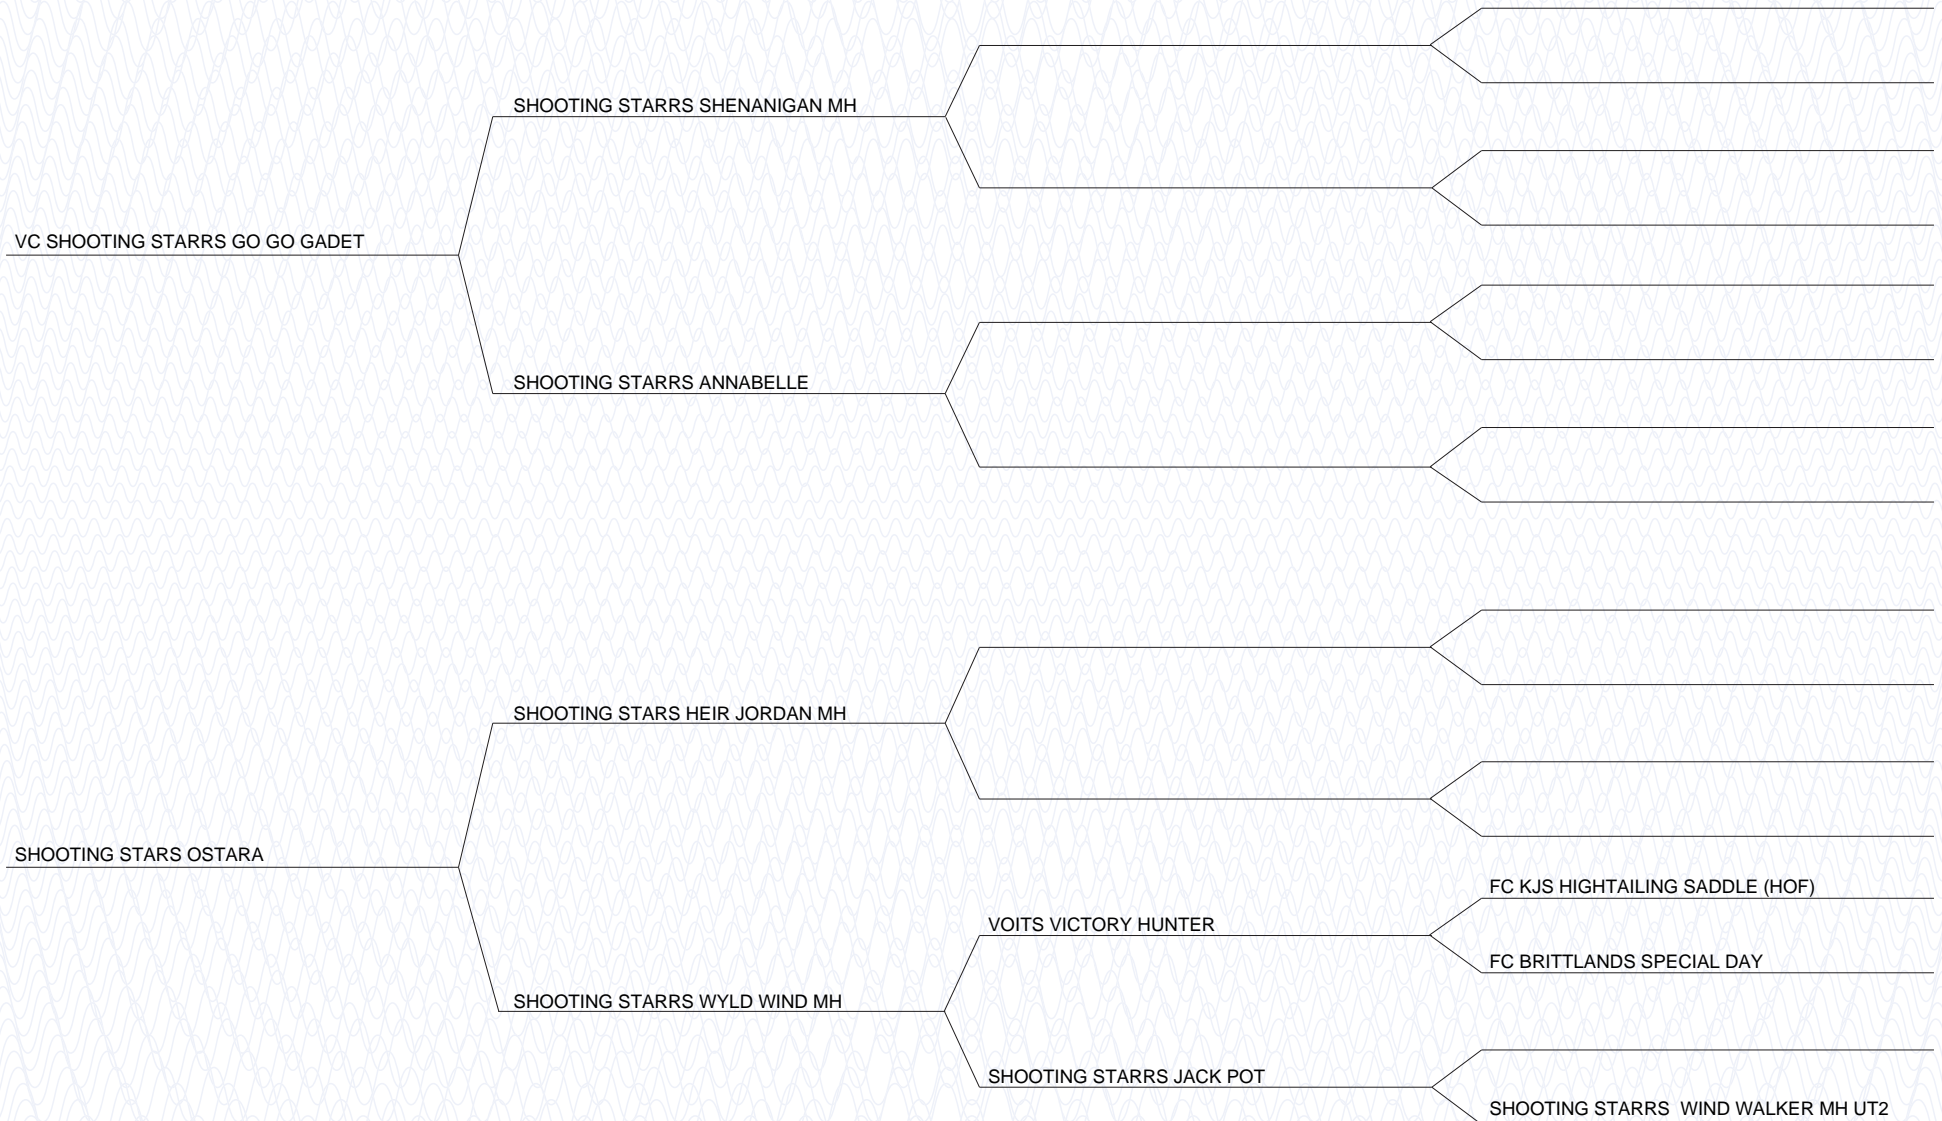 SHOOTING STARRS SHENANIGAN MH
VC SHOOTING STARRS GO GO GADET
SHOOTING STARRS ANNABELLE
SHOOTING STARS HEIR JORDAN MH
SHOOTING STARS OSTARA
FC KJS HIGHTAILING SADDLE (HOF)
VOITS VICTORY HUNTER
FC BRITTLANDS SPECIAL DAY
SHOOTING STARRS WYLD WIND MH
SHOOTING STARRS JACK POT
SHOOTING STARRS  WIND WALKER MH UT2